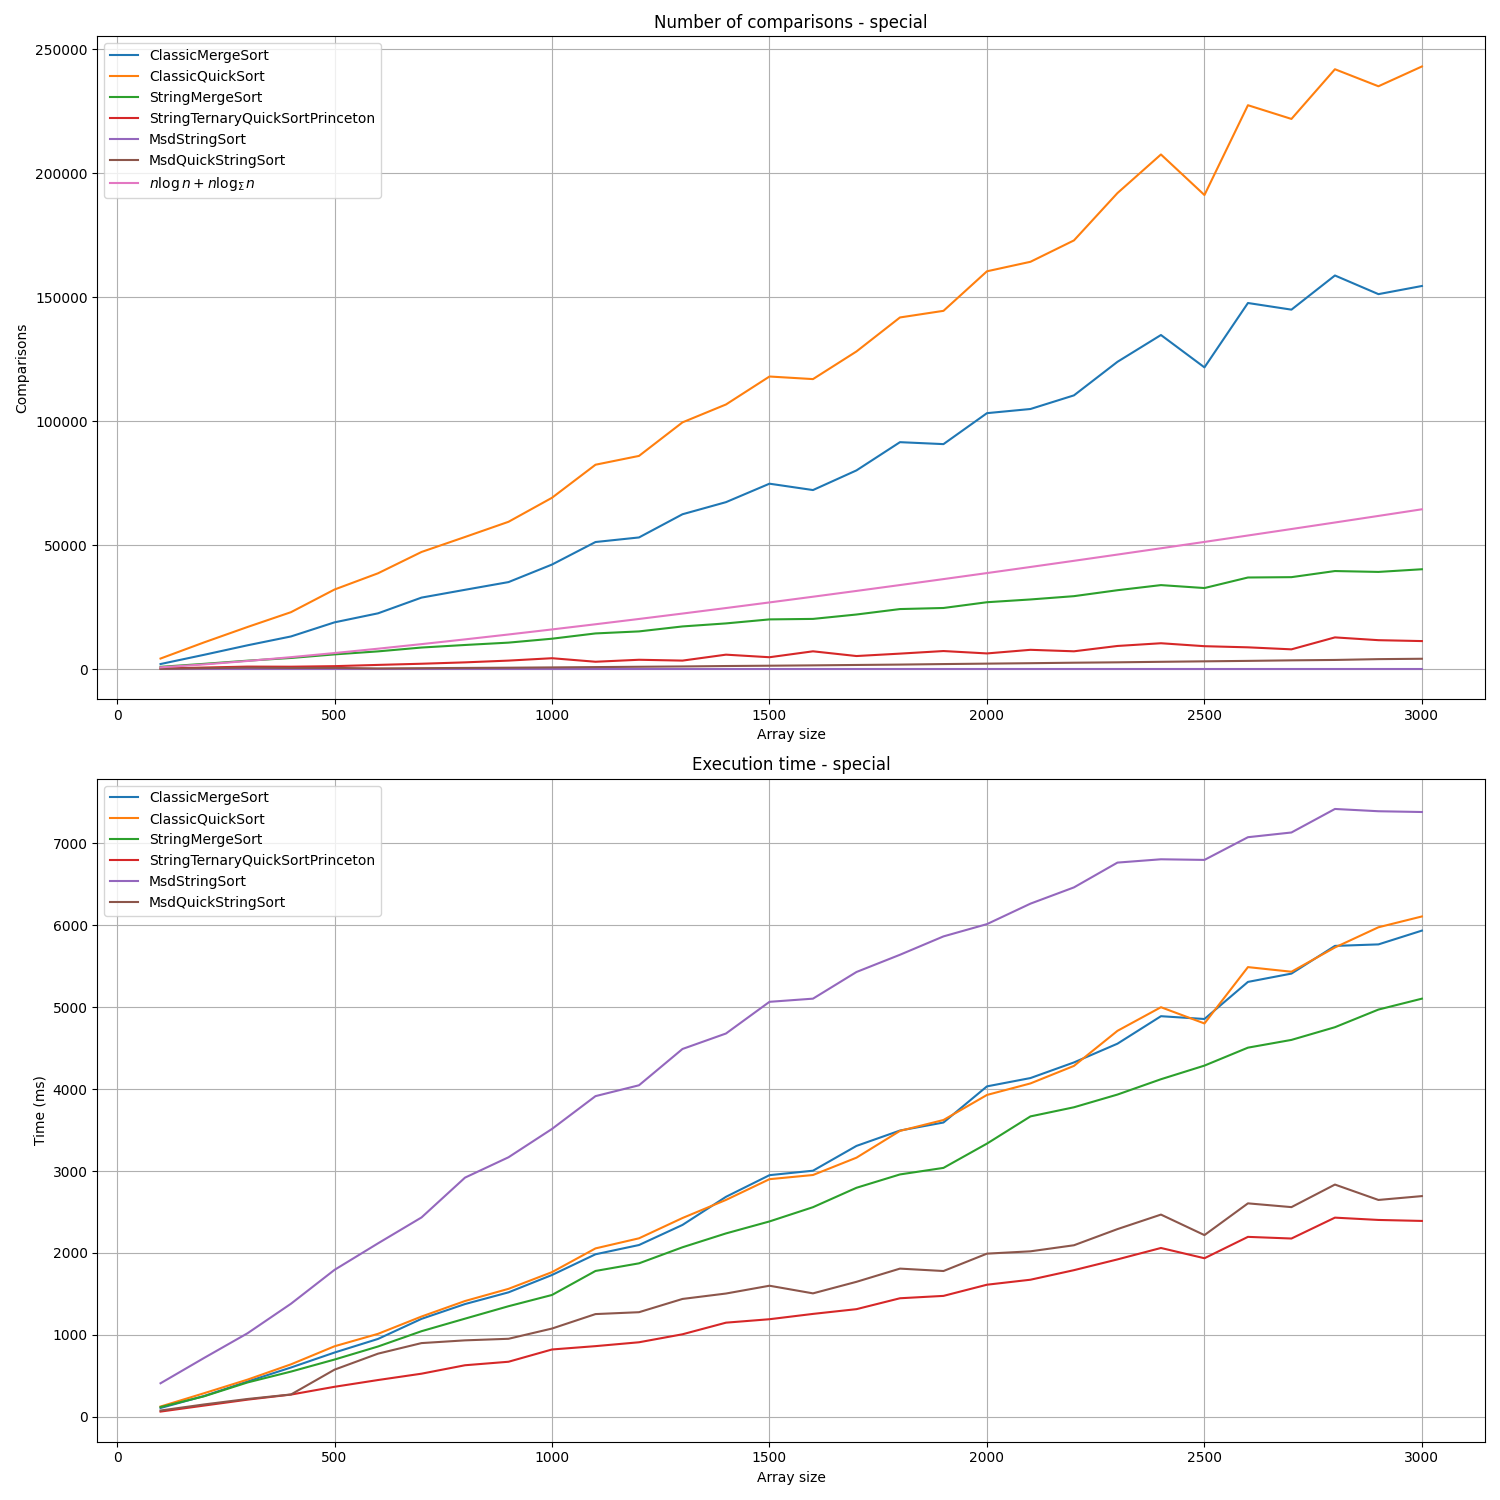 Number of comparisons - special
ClassicMergeSort
ClassicQuickSort
StringMergeSort
StringTernaryQuickSortPrinceton
MsdStringSort
MsdQuickStringSort
n log n + n log_Σ n
250000
200000
150000
100000
50000
0
Comparisons
0 500 1000 1500 2000 2500 3000
Array size
Execution time - special
ClassicMergeSort
ClassicQuickSort
StringMergeSort
StringTernaryQuickSortPrinceton
MsdStringSort
MsdQuickStringSort
7000
6000
5000
4000
3000
2000
1000
0
Time (ms)
0 500 1000 1500 2000 2500 3000
Array size